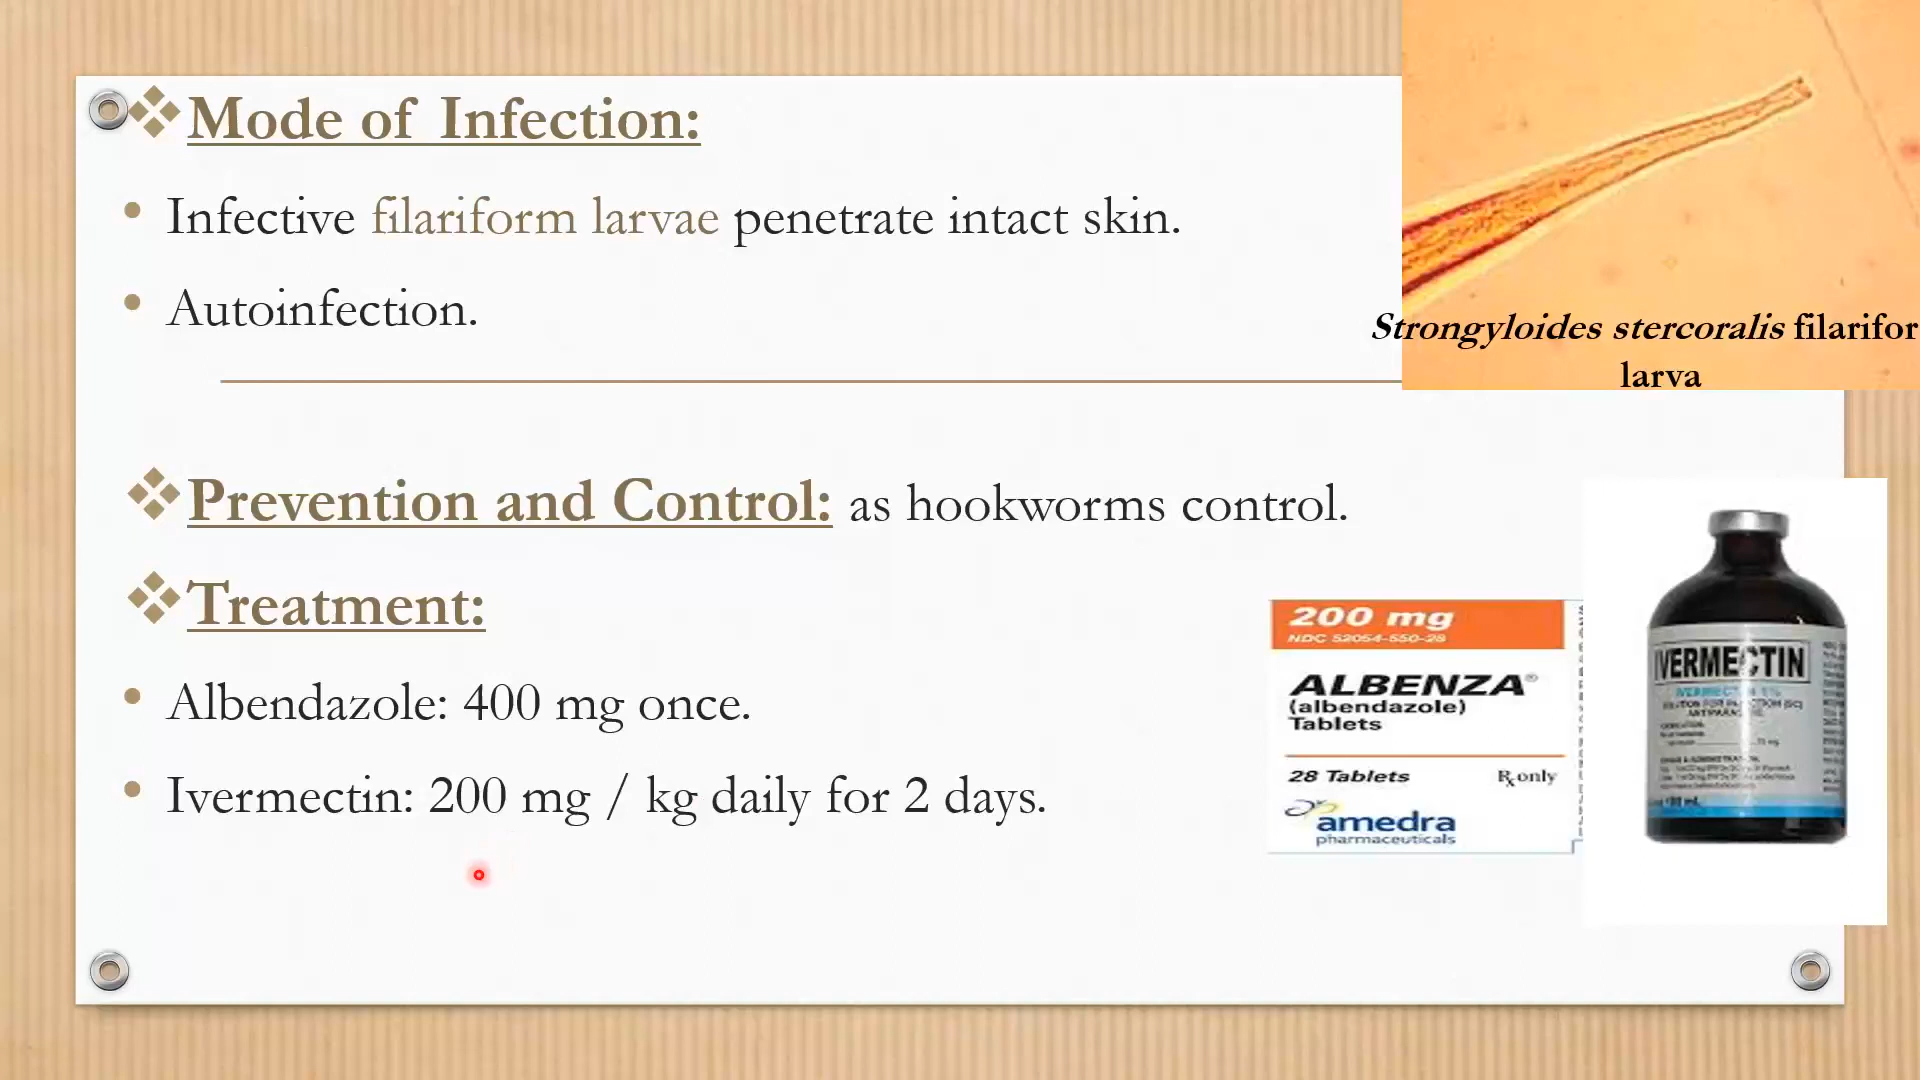 Mode of Infection:
Infective filariform larvae penetrate intact skin.
Autoinfection.
Strongyloides stercoralis filarifor
larva
Prevention and Control: as hookworms control.
Treatment:
Albendazole: 400 mg once.
Ivermectin: 200 mg / kg daily for 2 days.
200 mg
NDC 52054-550-28
ALBENZA®
(albendazole)
Tablets
28 Tablets Rx only
amedra
pharmaceuticals
IVERMECTIN